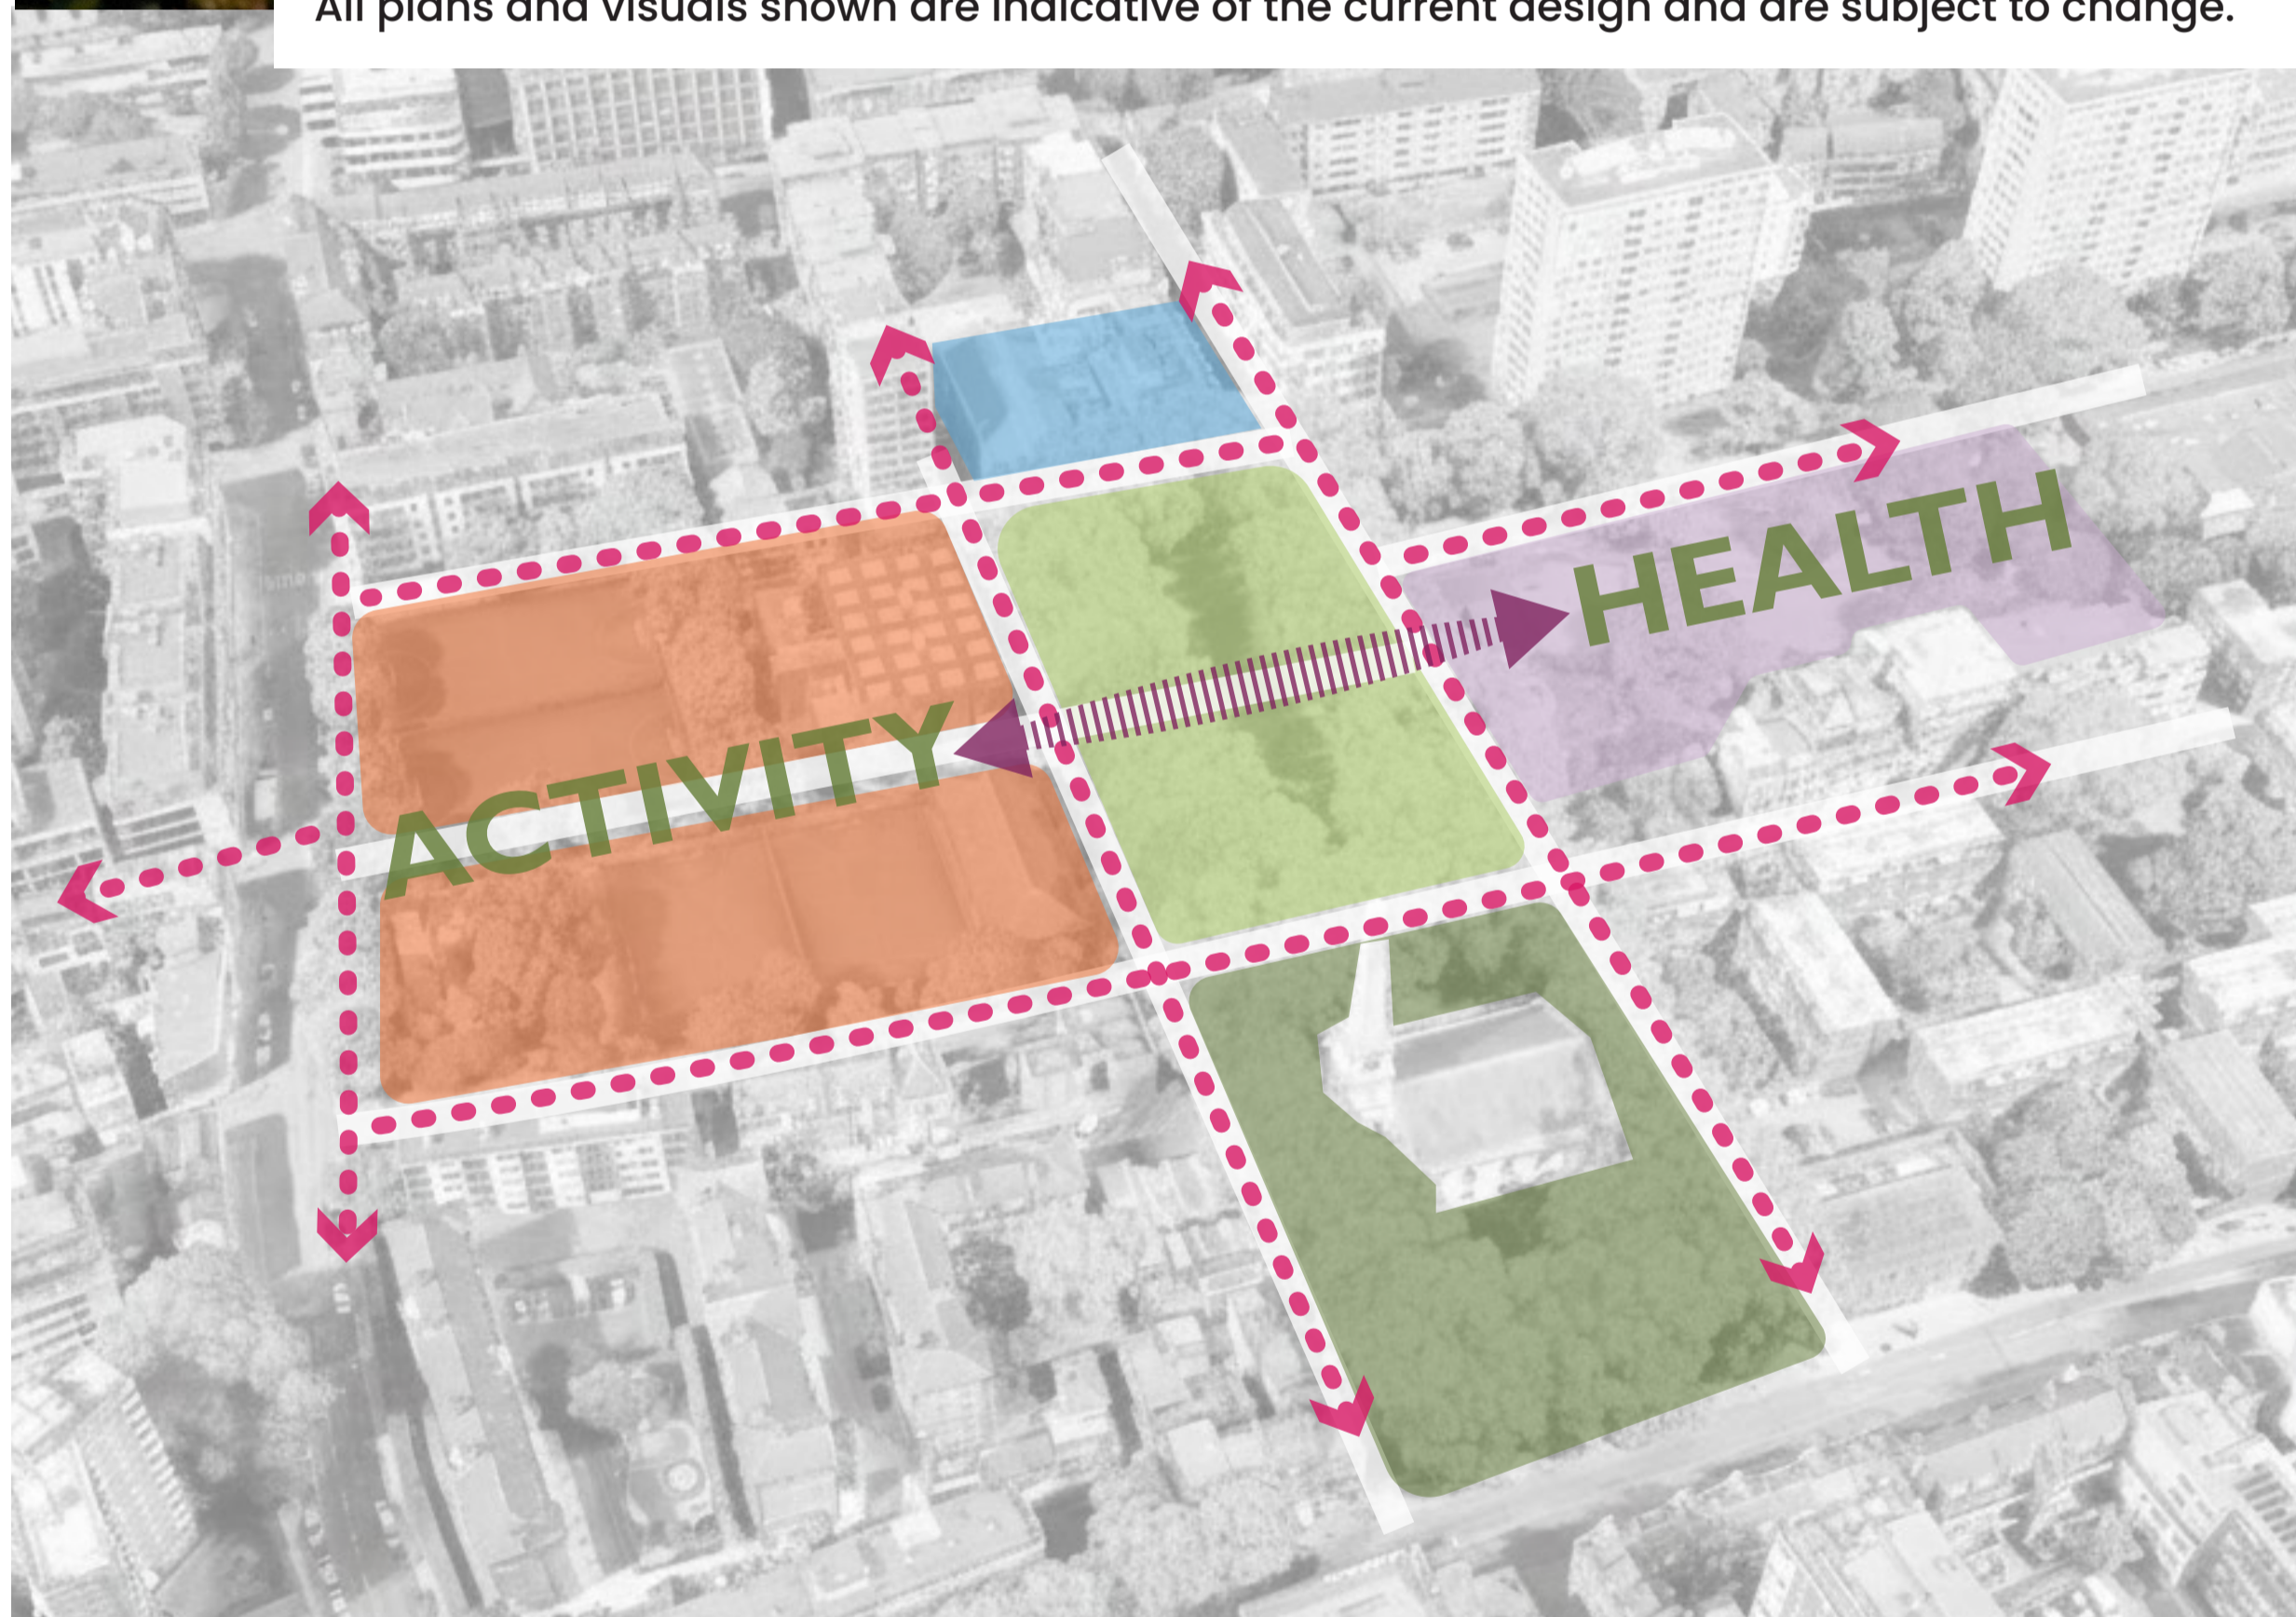 All plans and visuals shown are indicative of the current design and are subject to change.
HEALTH
ACTIVITY